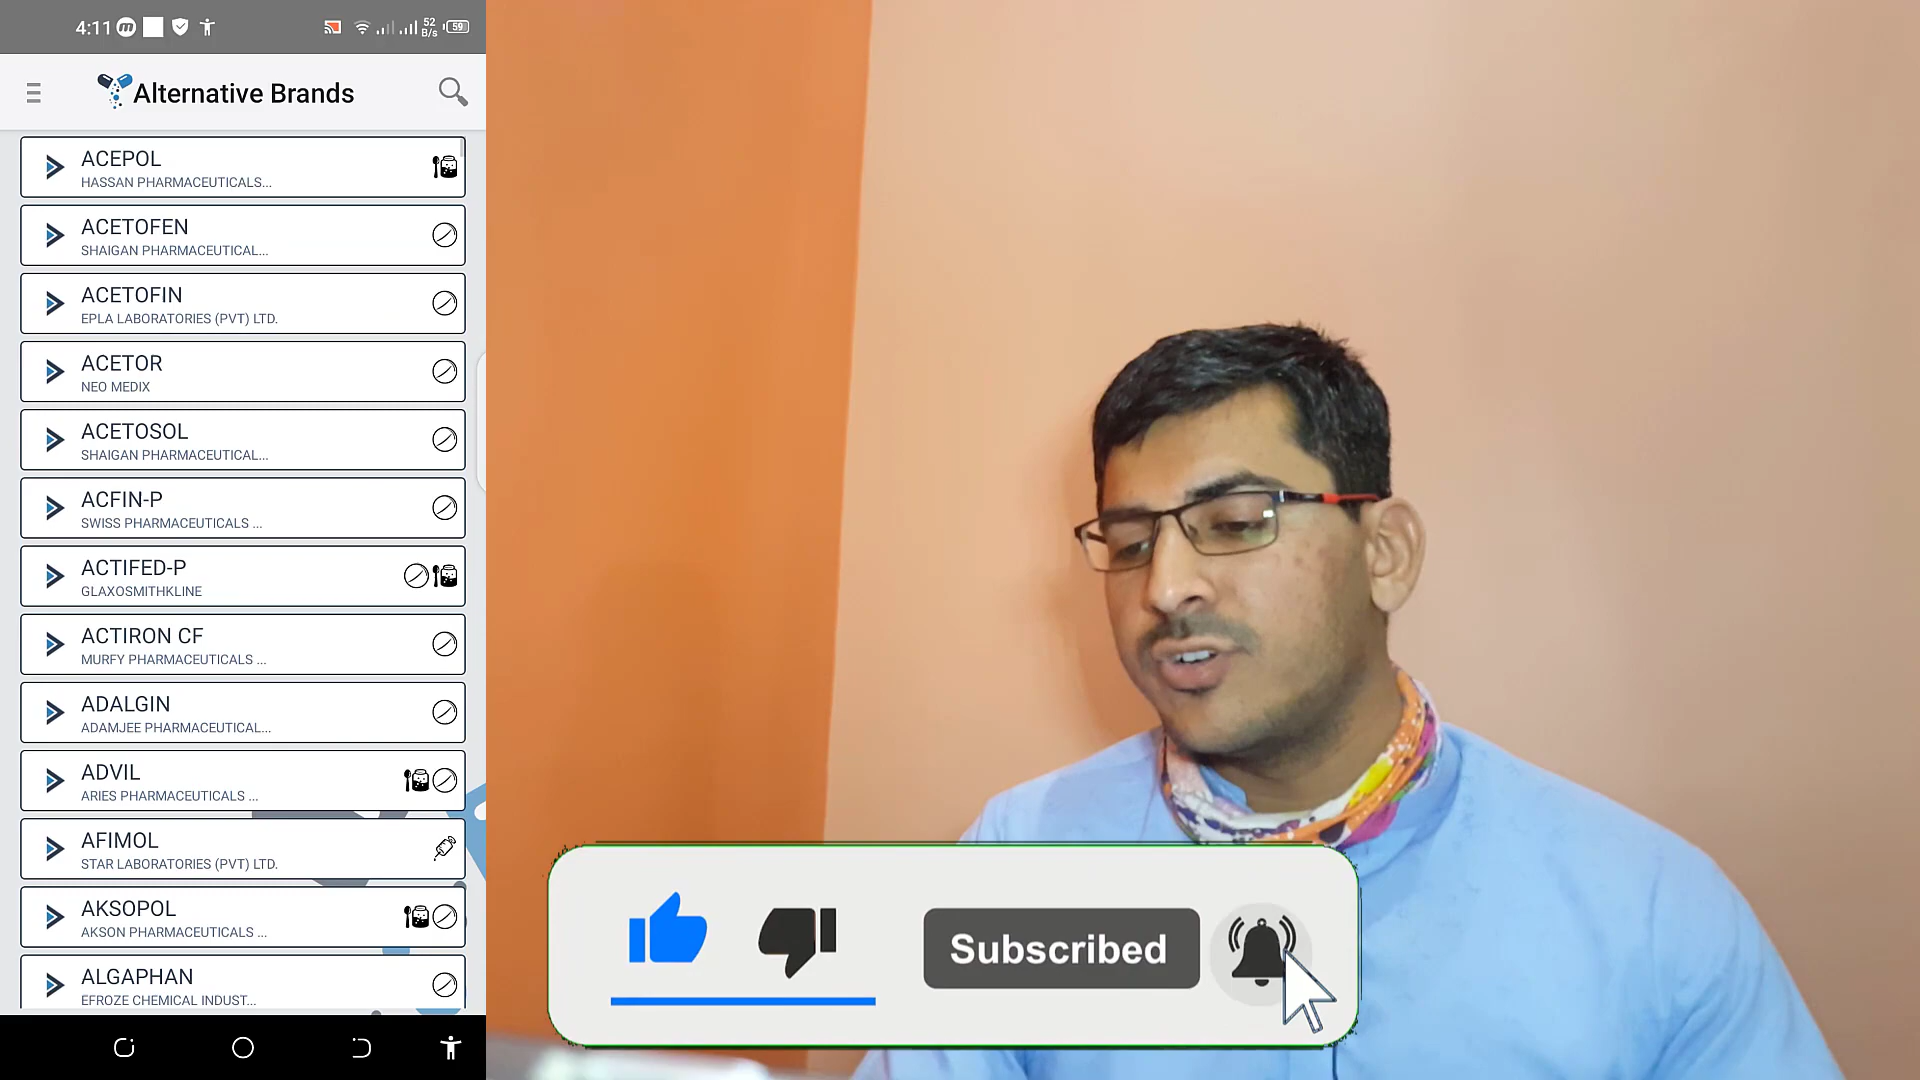 4:11
52
B/s
59
Alternative Brands
ACEPOL
HASSAN PHARMACEUTICALS...
ACETOFEN
SHAIGAN PHARMACEUTICAL...
ACETOFIN
EPLA LABORATORIES (PVT) LTD.
ACETOR
NEO MEDIX
ACETOSOL
SHAIGAN PHARMACEUTICAL...
ACFIN-P
SWISS PHARMACEUTICALS ...
ACTIFED-P
GLAXOSMITHKLINE
ACTIRON CF
MURFY PHARMACEUTICALS ...
ADALGIN
ADAMJEE PHARMACEUTICAL...
ADVIL
ARIES PHARMACEUTICALS ...
AFIMOL
STAR LABORATORIES (PVT) LTD.
AKSOPOL
AKSON PHARMACEUTICALS ...
ALGAPHAN
EFROZE CHEMICAL INDUST...
Subscribed